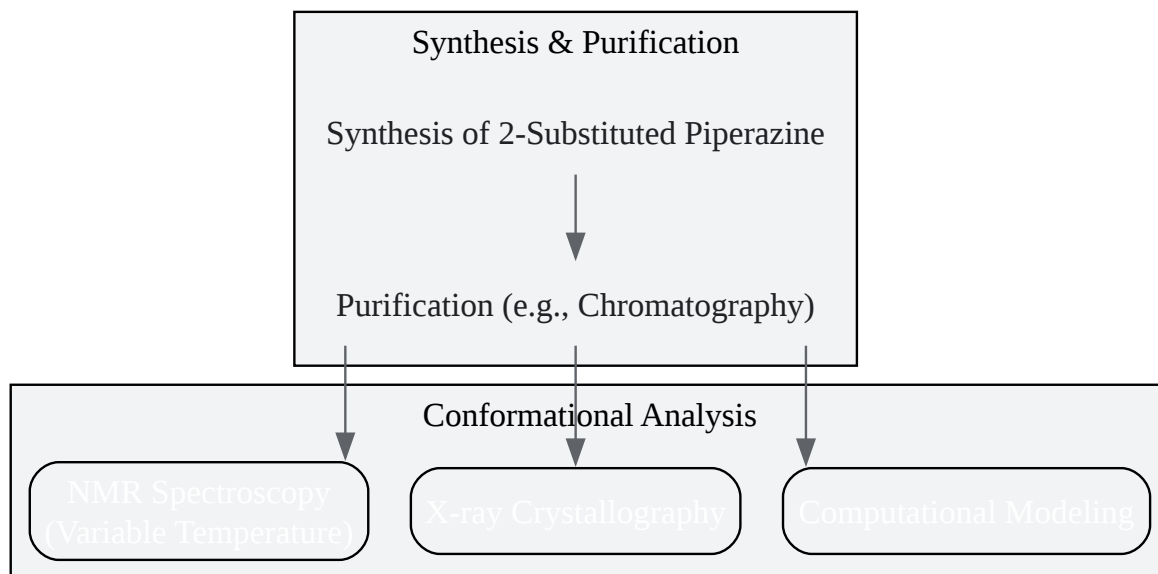 Synthesis & Purification
Synthesis of 2-Substituted Piperazine
Purification (e.g., Chromatography)
Conformational Analysis
NMR Spectroscopy
(Variable Temperature)
X-ray Crystallography
Computational Modeling